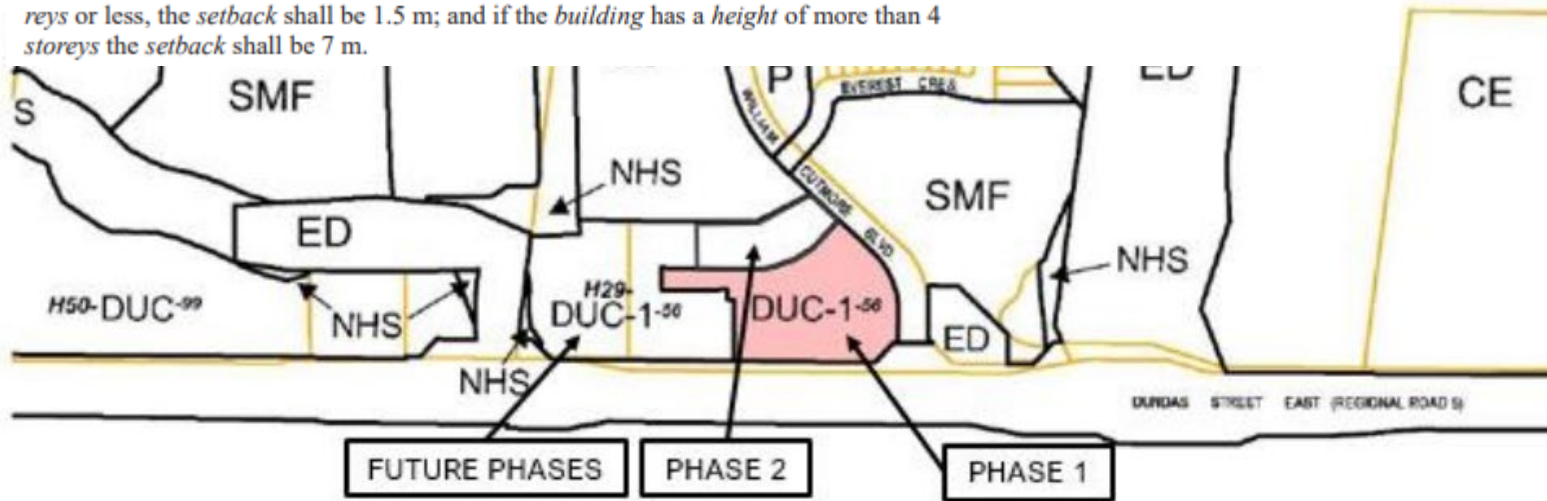 reys or less, the setback shall be 1.5 m; and if the building has a height of more than 4
storeys the setback shall be 7 m.
S
SMF
P
EVEREST CRES
ED
CE
WILLIAM
CUTMORE
BLVD
NHS
SMF
ED
NHS
H50-DUC-99
NHS
H29-
DUC-1-56
DUC-1-56
ED
NHS
DUNDAS STREET EAST (REGIONAL ROAD 5)
FUTURE PHASES
PHASE 2
PHASE 1